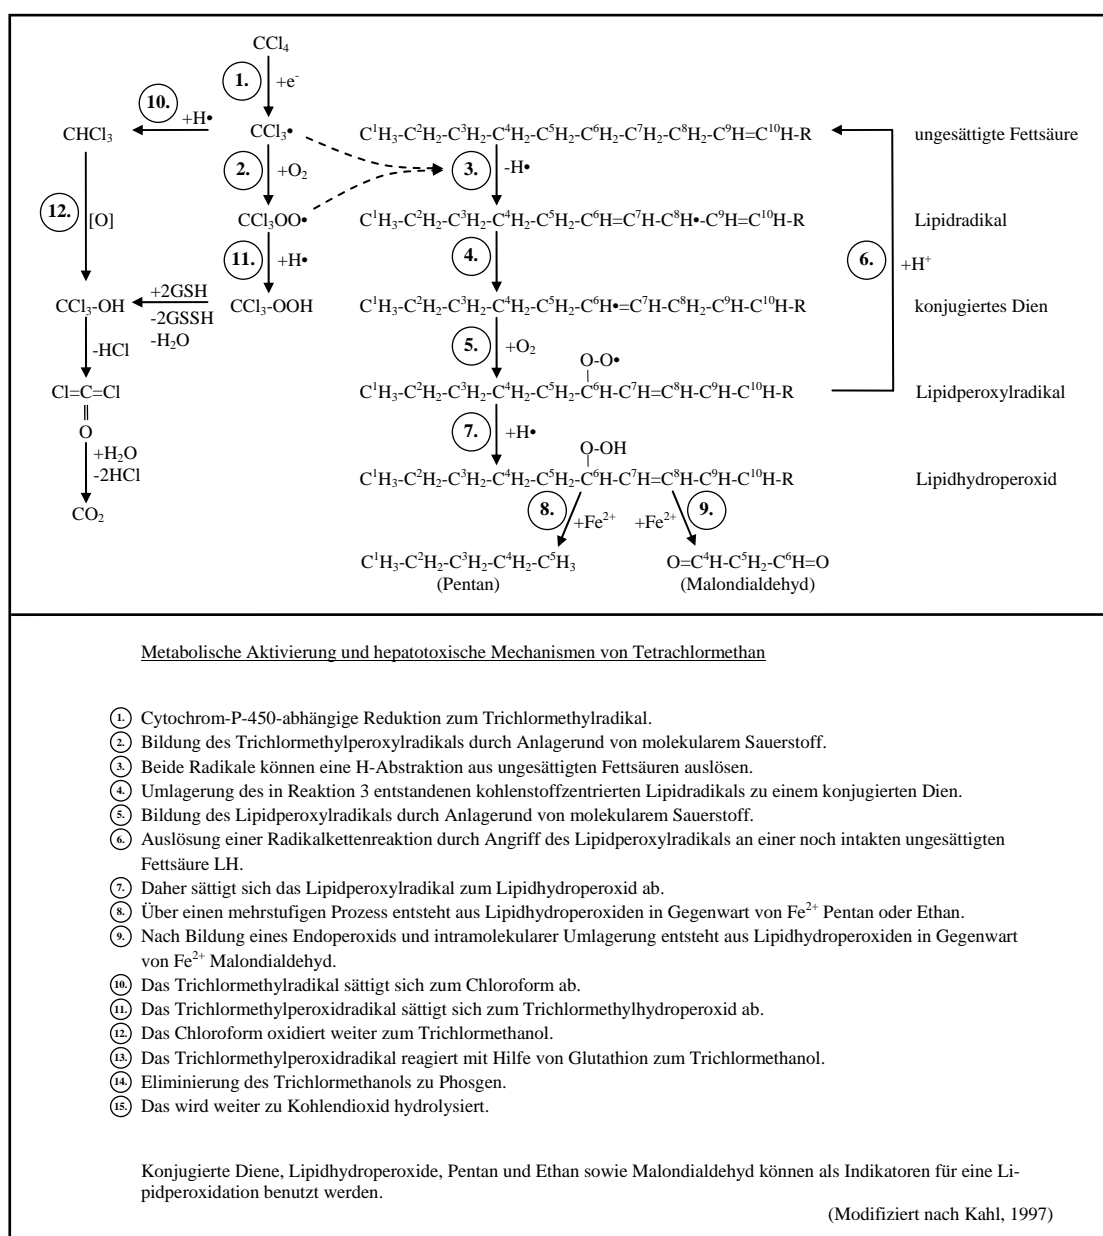 CCl₄
1. +e⁻
10. +H•
CHCl₃ CCl₃• C¹H₃-C²H₂-C³H₂-C⁴H₂-C⁵H₂-C⁶H₂-C⁷H₂-C⁸H₂-C⁹H=C¹⁰H-R ungesättigte Fettsäure
2. +O₂ 3. -H•
12. [O] CCl₃OO• C¹H₃-C²H₂-C³H₂-C⁴H₂-C⁵H₂-C⁶H=C⁷H-C⁸H•-C⁹H=C¹⁰H-R Lipidradikal
11. +H• 4. 6. +H⁺
CCl₃-OH +2GSH CCl₃-OOH C¹H₃-C²H₂-C³H₂-C⁴H₂-C⁵H₂-C⁶H•=C⁷H-C⁸H₂-C⁹H-C¹⁰H-R konjugiertes Dien
-2GSSH
-H₂O
-HCl 5. +O₂
O-O•
Cl=C=Cl C¹H₃-C²H₂-C³H₂-C⁴H₂-C⁵H₂-C⁶H-C⁷H=C⁸H-C⁹H-C¹⁰H-R Lipidperoxylradikal
O
7. +H•
+H₂O
-2HCl
O-OH
C¹H₃-C²H₂-C³H₂-C⁴H₂-C⁵H₂-C⁶H-C⁷H=C⁸H-C⁹H-C¹⁰H-R Lipidhydroperoxid
CO₂
8. +Fe²⁺ +Fe²⁺ 9.
C¹H₃-C²H₂-C³H₂-C⁴H₂-C⁵H₃ O=C⁴H-C⁵H₂-C⁶H=O
(Pentan) (Malondialdehyd)
Metabolische Aktivierung und hepatotoxische Mechanismen von Tetrachlormethan
1. Cytochrom-P-450-abhängige Reduktion zum Trichlormethylradikal.
2. Bildung des Trichlormethylperoxylradikals durch Anlagerund von molekularem Sauerstoff.
3. Beide Radikale können eine H-Abstraktion aus ungesättigten Fettsäuren auslösen.
4. Umlagerung des in Reaktion 3 entstandenen kohlenstoffzentrierten Lipidradikals zu einem konjugierten Dien.
5. Bildung des Lipidperoxylradikals durch Anlagerund von molekularem Sauerstoff.
6. Auslösung einer Radikalkettenreaktion durch Angriff des Lipidperoxylradikals an einer noch intakten ungesättigten
Fettsäure LH.
7. Daher sättigt sich das Lipidperoxylradikal zum Lipidhydroperoxid ab.
8. Über einen mehrstufigen Prozess entsteht aus Lipidhydroperoxiden in Gegenwart von Fe²⁺ Pentan oder Ethan.
9. Nach Bildung eines Endoperoxids und intramolekularer Umlagerung entsteht aus Lipidhydroperoxiden in Gegenwart
von Fe²⁺ Malondialdehyd.
10. Das Trichlormethylradikal sättigt sich zum Chloroform ab.
11. Das Trichlormethylperoxidradikal sättigt sich zum Trichlormethylhydroperoxid ab.
12. Das Chloroform oxidiert weiter zum Trichlormethanol.
13. Das Trichlormethylperoxidradikal reagiert mit Hilfe von Glutathion zum Trichlormethanol.
14. Eliminierung des Trichlormethanols zu Phosgen.
15. Das wird weiter zu Kohlendioxid hydrolysiert.
Konjugierte Diene, Lipidhydroperoxide, Pentan und Ethan sowie Malondialdehyd können als Indikatoren für eine Li-
pidperoxidation benutzt werden.
(Modifiziert nach Kahl, 1997)